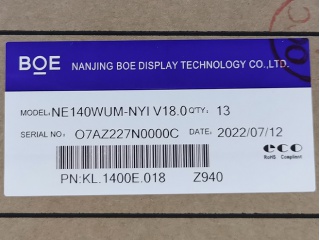 BOE NANJING BOE DISPLAY TECHNOLOGY CO.,LTD.
MODEL: NE140WUM-NYI V18.0 QTY: 13
SERIAL NO: O7AZ227N0000C DATE: 2022/07/12
eco
RoHS Compliant
PN:KL.1400E.018 Z940